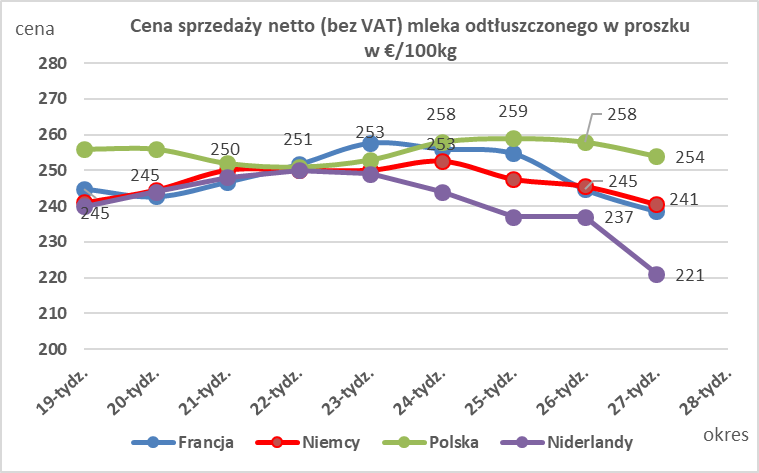 cena
Cena sprzedaży netto (bez VAT) mleka odtłuszczonego w proszku
w €/100kg
280
270
260
250
240
230
220
210
200
245
245
250
251
253
258
253
259
258
245
237
254
241
221
19-tydz.
20-tydz.
21-tydz.
22-tydz.
23-tydz.
24-tydz.
25-tydz.
26-tydz.
27-tydz.
28-tydz.
okres
Francja Niemcy Polska Niderlandy